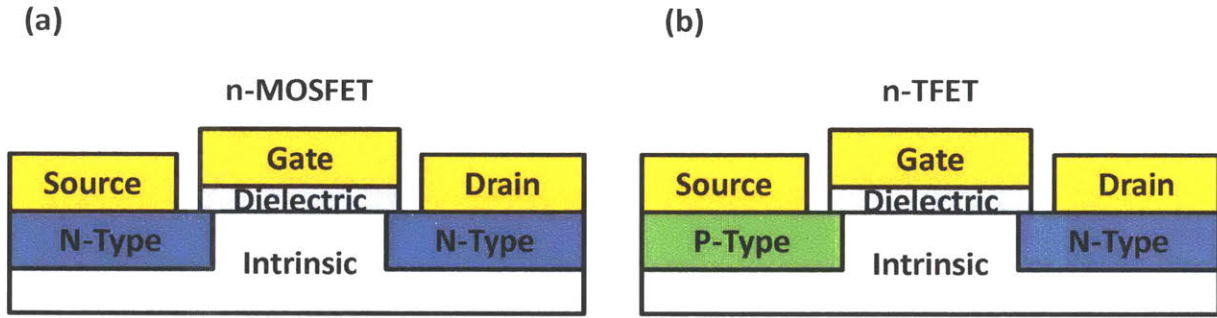 (a)
n-MOSFET
Gate
Source
Dielectric
Drain
N-Type
N-Type
Intrinsic
(b)
n-TFET
Gate
Source
Dielectric
Drain
P-Type
N-Type
Intrinsic